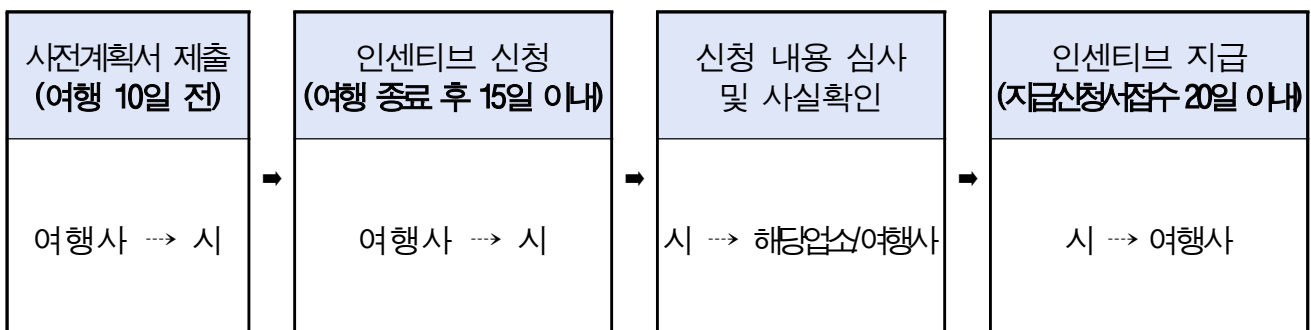 사전계획서 제출
(여행 10일 전)
여행사 ⤏ 시
➡
인센티브 신청
(여행 종료 후 15일 이내)
여행사 ⤏ 시
➡
신청 내용 심사
및 사실확인
시 ⤏ 해당업소/여행사
➡
인센티브 지급
(지급신청서접수 20일 이내)
시 ⤏ 여행사